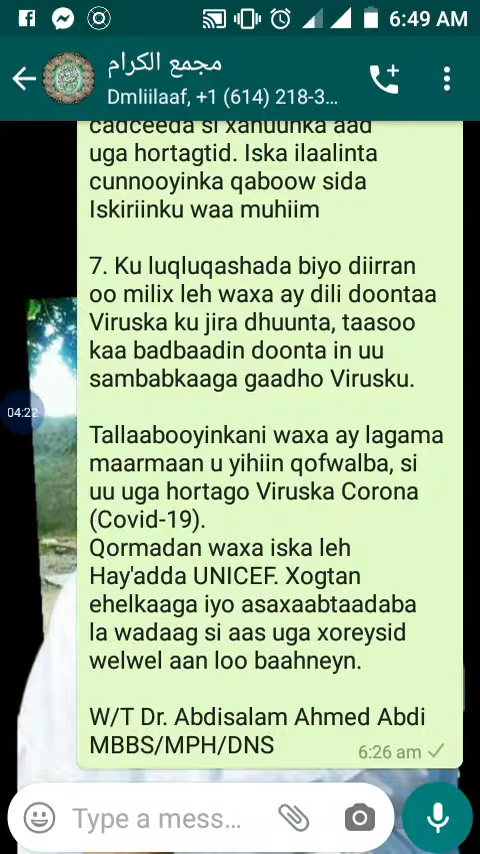 6:49 AM
مجمع الكرام
Dmliilaaf, +1 (614) 218-3...
cadceeda si xanuunka aad
uga hortagtid. Iska ilaalinta
cunnooyinka qaboow sida
Iskiriinku waa muhiim
7. Ku luqluqashada biyo diirran
oo milix leh waxa ay dili doontaa
Viruska ku jira dhuunta, taasoo
kaa badbaadin doonta in uu
sambabkaaga gaadho Virusku.
04:22
Tallaabooyinkani waxa ay lagama
maarmaan u yihiin qofwalba, si
uu uga hortago Viruska Corona
(Covid-19).
Qormadan waxa iska leh
Hay'adda UNICEF. Xogtan
ehelkaaga iyo asaxaabtaadaba
la wadaag si aas uga xoreysid
welwel aan loo baahneyn.
W/T Dr. Abdisalam Ahmed Abdi
MBBS/MPH/DNS
6:26 am
Type a mess...